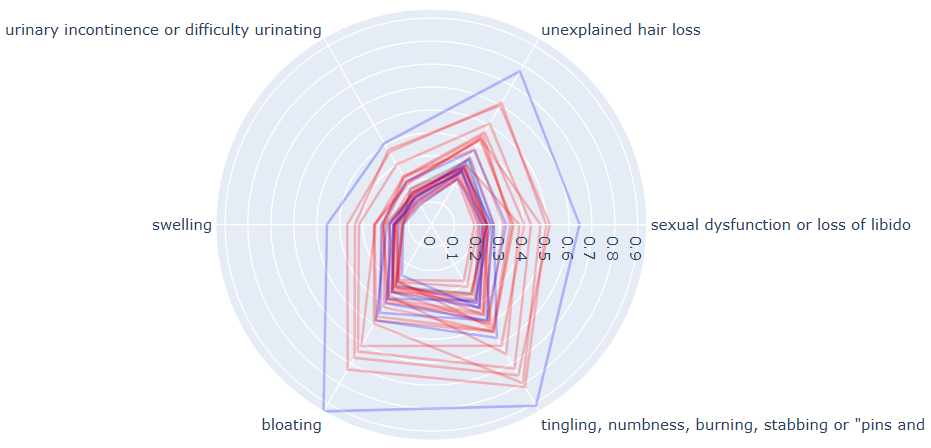 urinary incontinence or difficulty urinating
unexplained hair loss
swelling
sexual dysfunction or loss of libido
0
0.1
0.2
0.3
0.4
0.5
0.6
0.7
0.8
0.9
bloating
tingling, numbness, burning, stabbing or "pins and